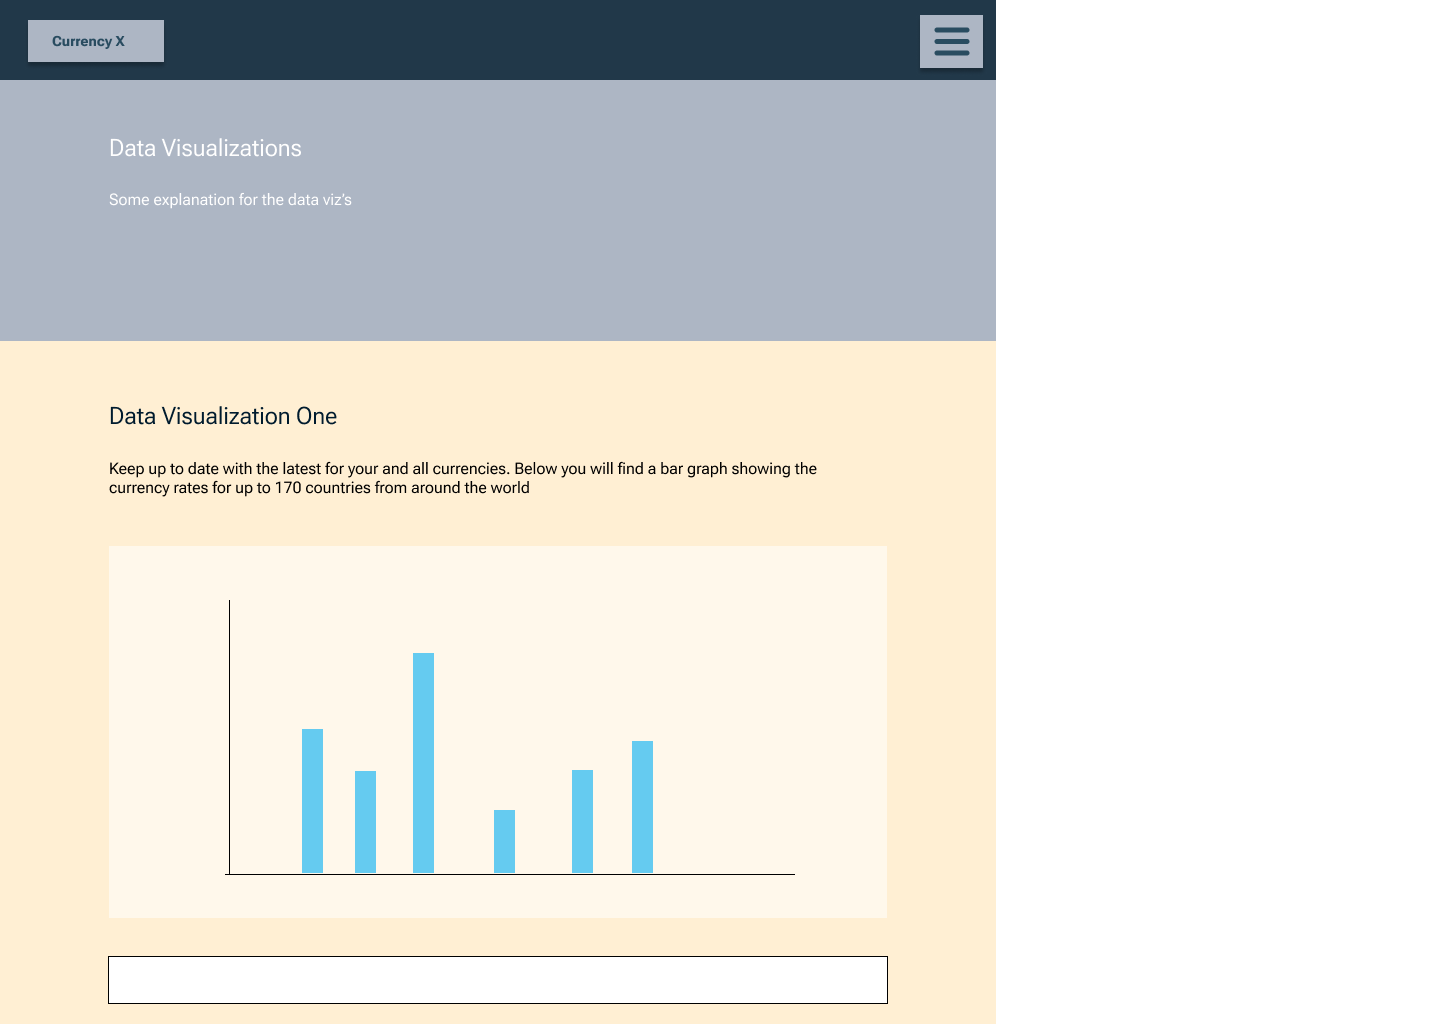 Currency X
Data Visualizations
Some explanation for the data viz's
Data Visualization One
Keep up to date with the latest for your and all currencies. Below you will find a bar graph showing the
currency rates for up to 170 countries from around the world